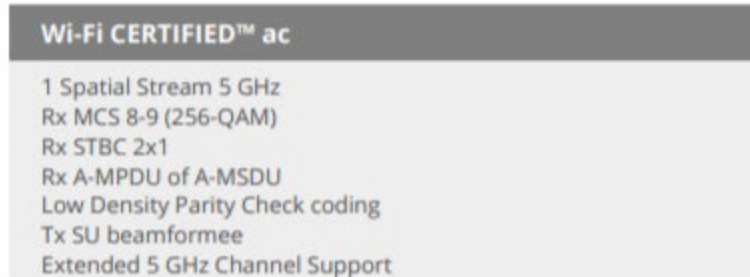 Wi-Fi CERTIFIED™ ac
1 Spatial Stream 5 GHz
Rx MCS 8-9 (256-QAM)
Rx STBC 2x1
Rx A-MPDU of A-MSDU
Low Density Parity Check coding
Tx SU beamformee
Extended 5 GHz Channel Support